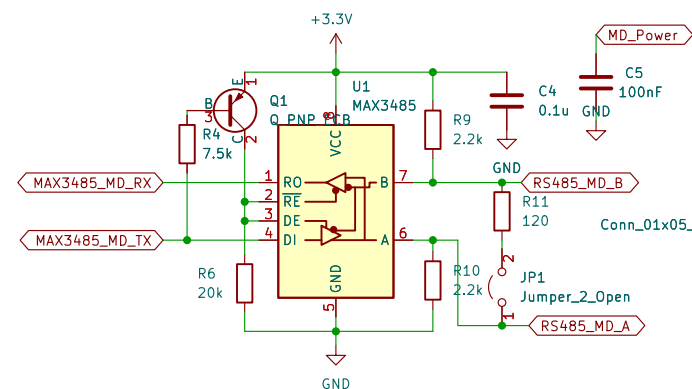 +3.3V
MD_Power
E
1
Q1
Q_PNP_ECB
B
3
C
2
U1
MAX3485
C4
0.1u
C5
100nF
GND
R4
7.5k
8
VCC
R9
2.2k
GND
MAX3485_MD_RX
1
RO
2
RE
3
DE
4
DI
B
7
RS485_MD_B
MAX3485_MD_TX
A
6
R11
120
Conn_01x05_
R6
20k
GND
5
R10
2.2k
2
JP1
Jumper_2_Open
1
RS485_MD_A
GND